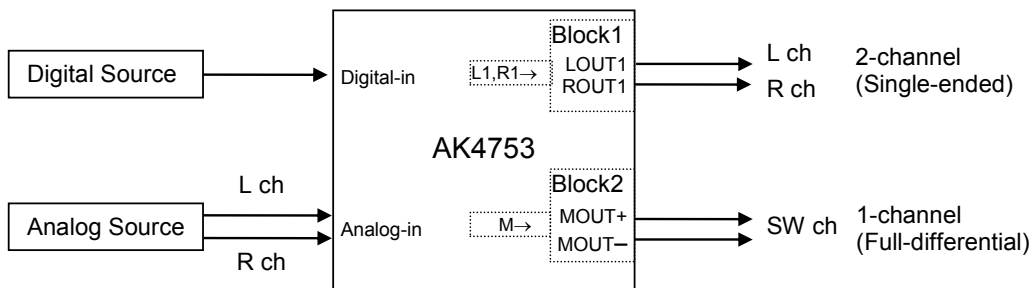 Digital Source
Digital-in
L1,R1→
Block1
LOUT1
ROUT1
L ch
R ch
2-channel
(Single-ended)
AK4753
Analog Source
L ch
R ch
Analog-in
M→
Block2
MOUT+
MOUT−
SW ch
1-channel
(Full-differential)